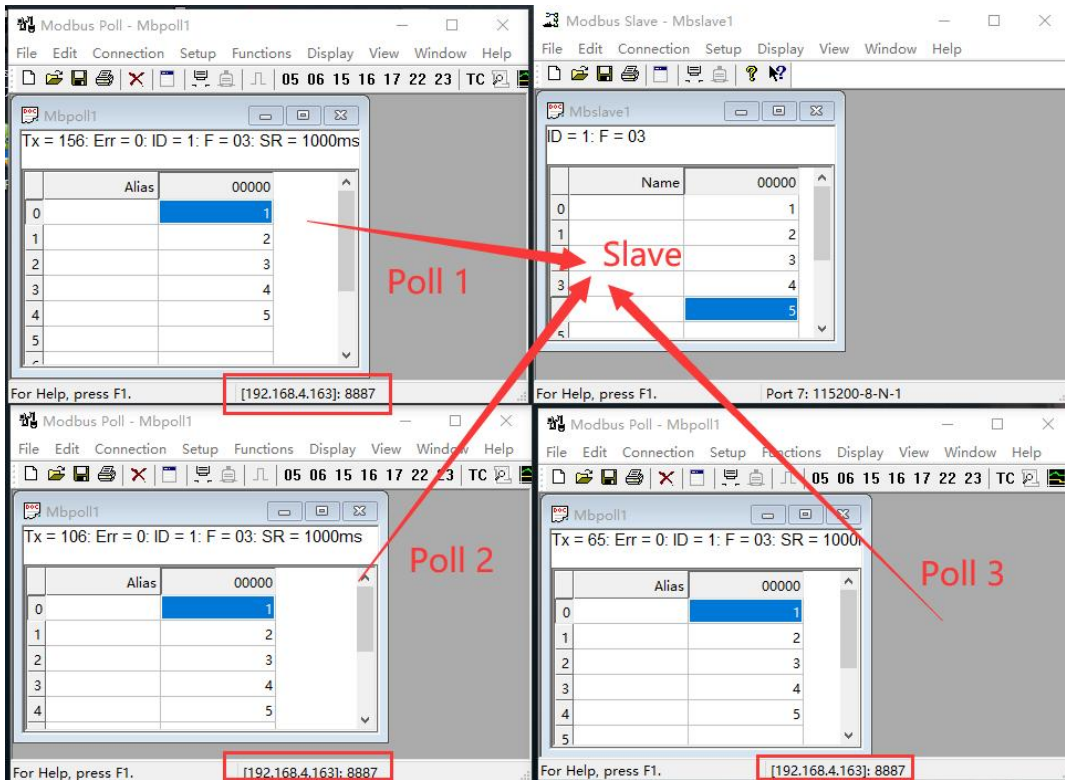 Modbus Poll - Mbpoll1
File Edit Connection Setup Functions Display View Window Help
05 06 15 16 17 22 23 TC
Mbpoll1
Tx = 156: Err = 0: ID = 1: F = 03: SR = 1000ms
Alias 00000
0 1
1 2
2 3
3 4
4 5
5
Poll 1
For Help, press F1. [192.168.4.163]: 8887
Modbus Slave - Mbslave1
File Edit Connection Setup Display View Window Help
Mbslave1
ID = 1: F = 03
Name 00000
0 1
1 2
3
3 4
5
Slave
For Help, press F1. Port 7: 115200-8-N-1
Modbus Poll - Mbpoll1
File Edit Connection Setup Functions Display View Window Help
05 06 15 16 17 22 23 TC
Mbpoll1
Tx = 106: Err = 0: ID = 1: F = 03: SR = 1000ms
Alias 00000
0 1
1 2
2 3
3 4
4 5
Poll 2
For Help, press F1. [192.168.4.163]: 8887
Modbus Poll - Mbpoll1
File Edit Connection Setup Functions Display View Window Help
05 06 15 16 17 22 23 TC
Mbpoll1
Tx = 65: Err = 0: ID = 1: F = 03: SR = 1000
Alias 00000
0 1
1 2
2 3
3 4
4 5
5
Poll 3
For Help, press F1. [192.168.4.163]: 8887